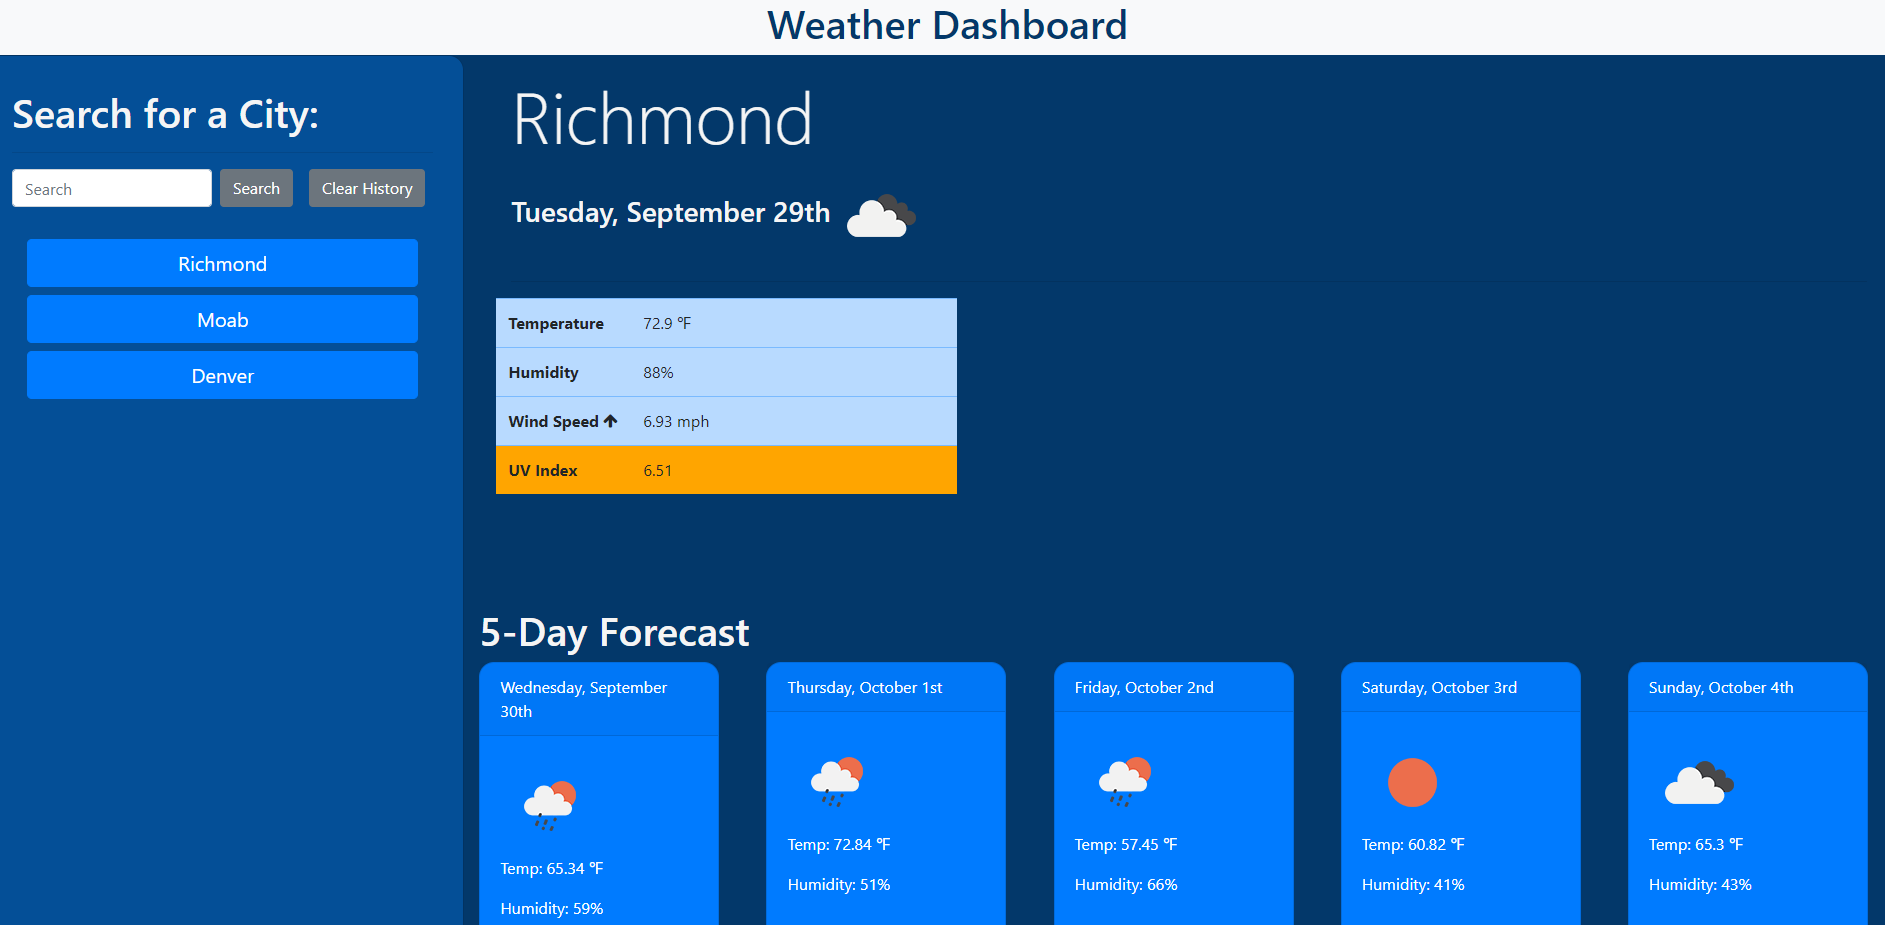 Weather Dashboard
Search for a City:
Search
Search
Clear History
Richmond
Moab
Denver
Richmond
Tuesday, September 29th
Temperature 72.9 °F
Humidity 88%
Wind Speed 6.93 mph
UV Index 6.51
5-Day Forecast
Wednesday, September
30th
Temp: 65.34 °F
Humidity: 59%
Thursday, October 1st
Temp: 72.84 °F
Humidity: 51%
Friday, October 2nd
Temp: 57.45 °F
Humidity: 66%
Saturday, October 3rd
Temp: 60.82 °F
Humidity: 41%
Sunday, October 4th
Temp: 65.3 °F
Humidity: 43%